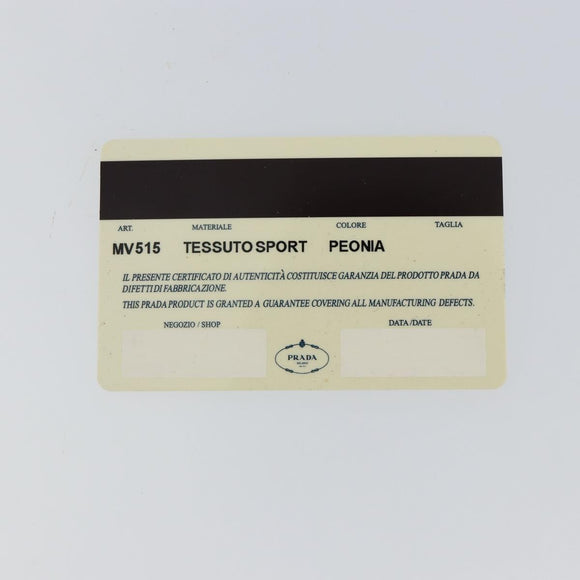 ART. MATERIALE COLORE TAGLIA
MV515 TESSUTO SPORT PEONIA
IL PRESENTE CERTIFICATO DI AUTENTICITÀ COSTITUISCE GARANZIA DEL PRODOTTO PRADA DA
DIFETTI DI FABBRICAZIONE.
THIS PRADA PRODUCT IS GRANTED A GUARANTEE COVERING ALL MANUFACTURING DEFECTS.
NEGOZIO / SHOP DATA / DATE
PRADA
MILANO